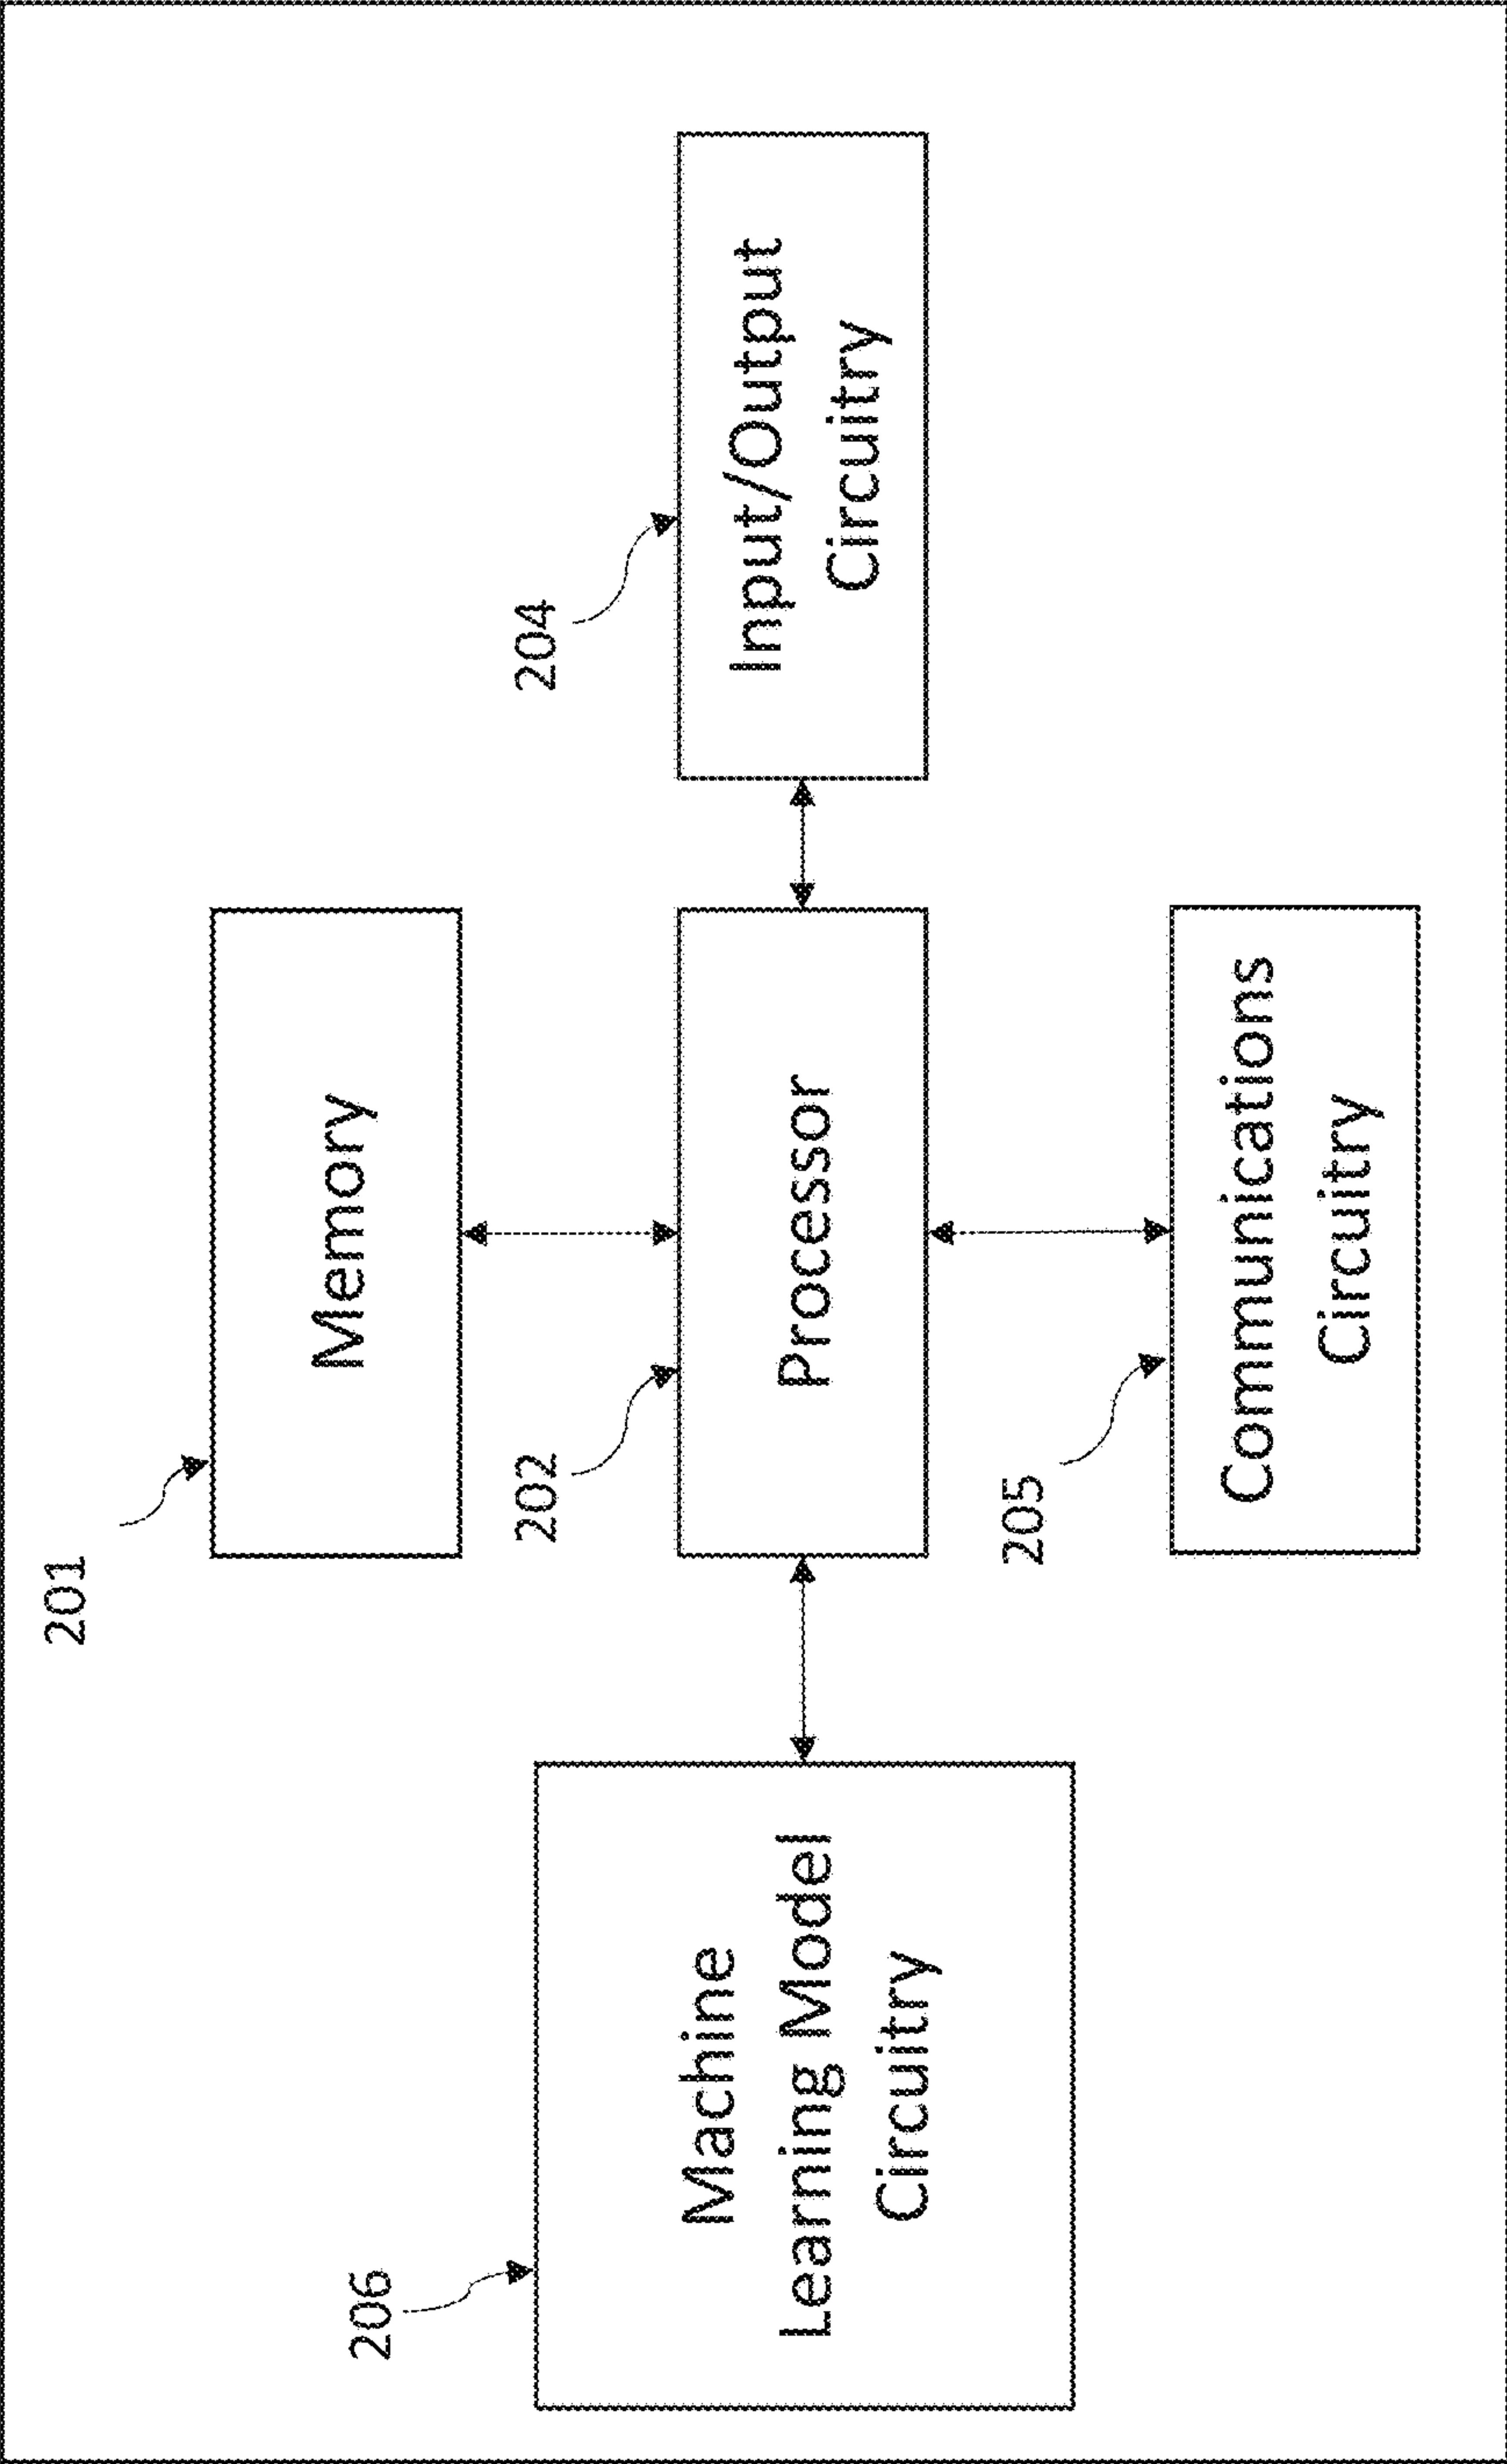 201
Memory
206
Machine
Learning Model
Circuitry
202
Processor
204
Input/Output
Circuitry
205
Communications
Circuitry